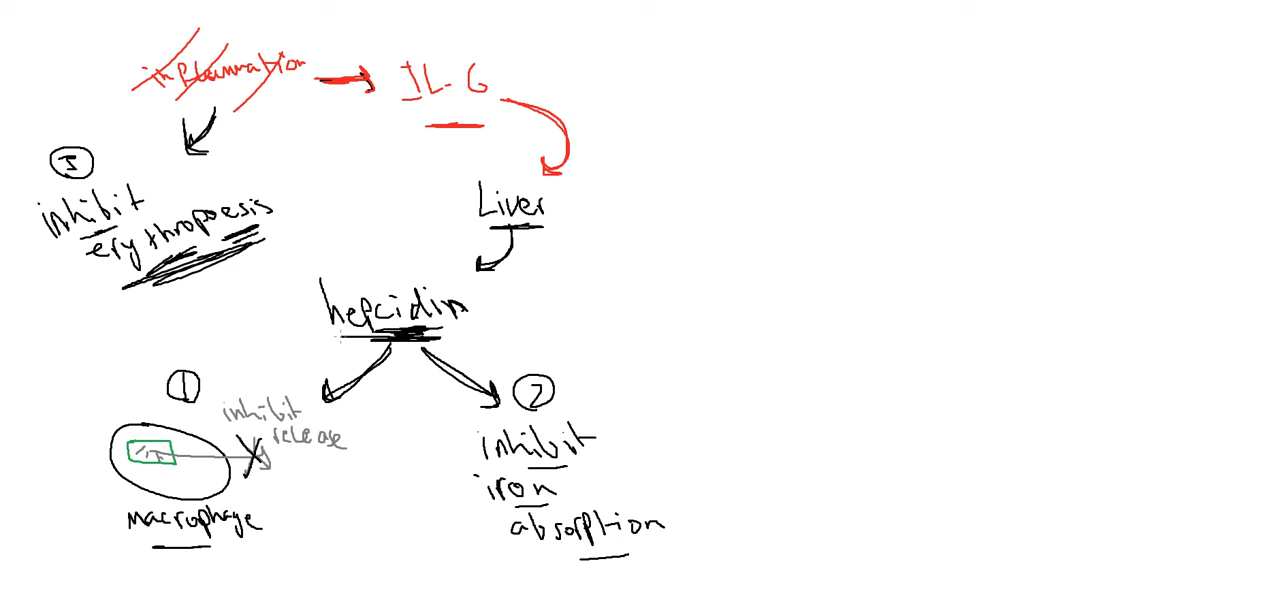 inflammation
IL-6
3
inhibit
erythropoesis
Liver
hepcidin
1
inhibit
release
macrophage
2
inhibit
iron
absorption